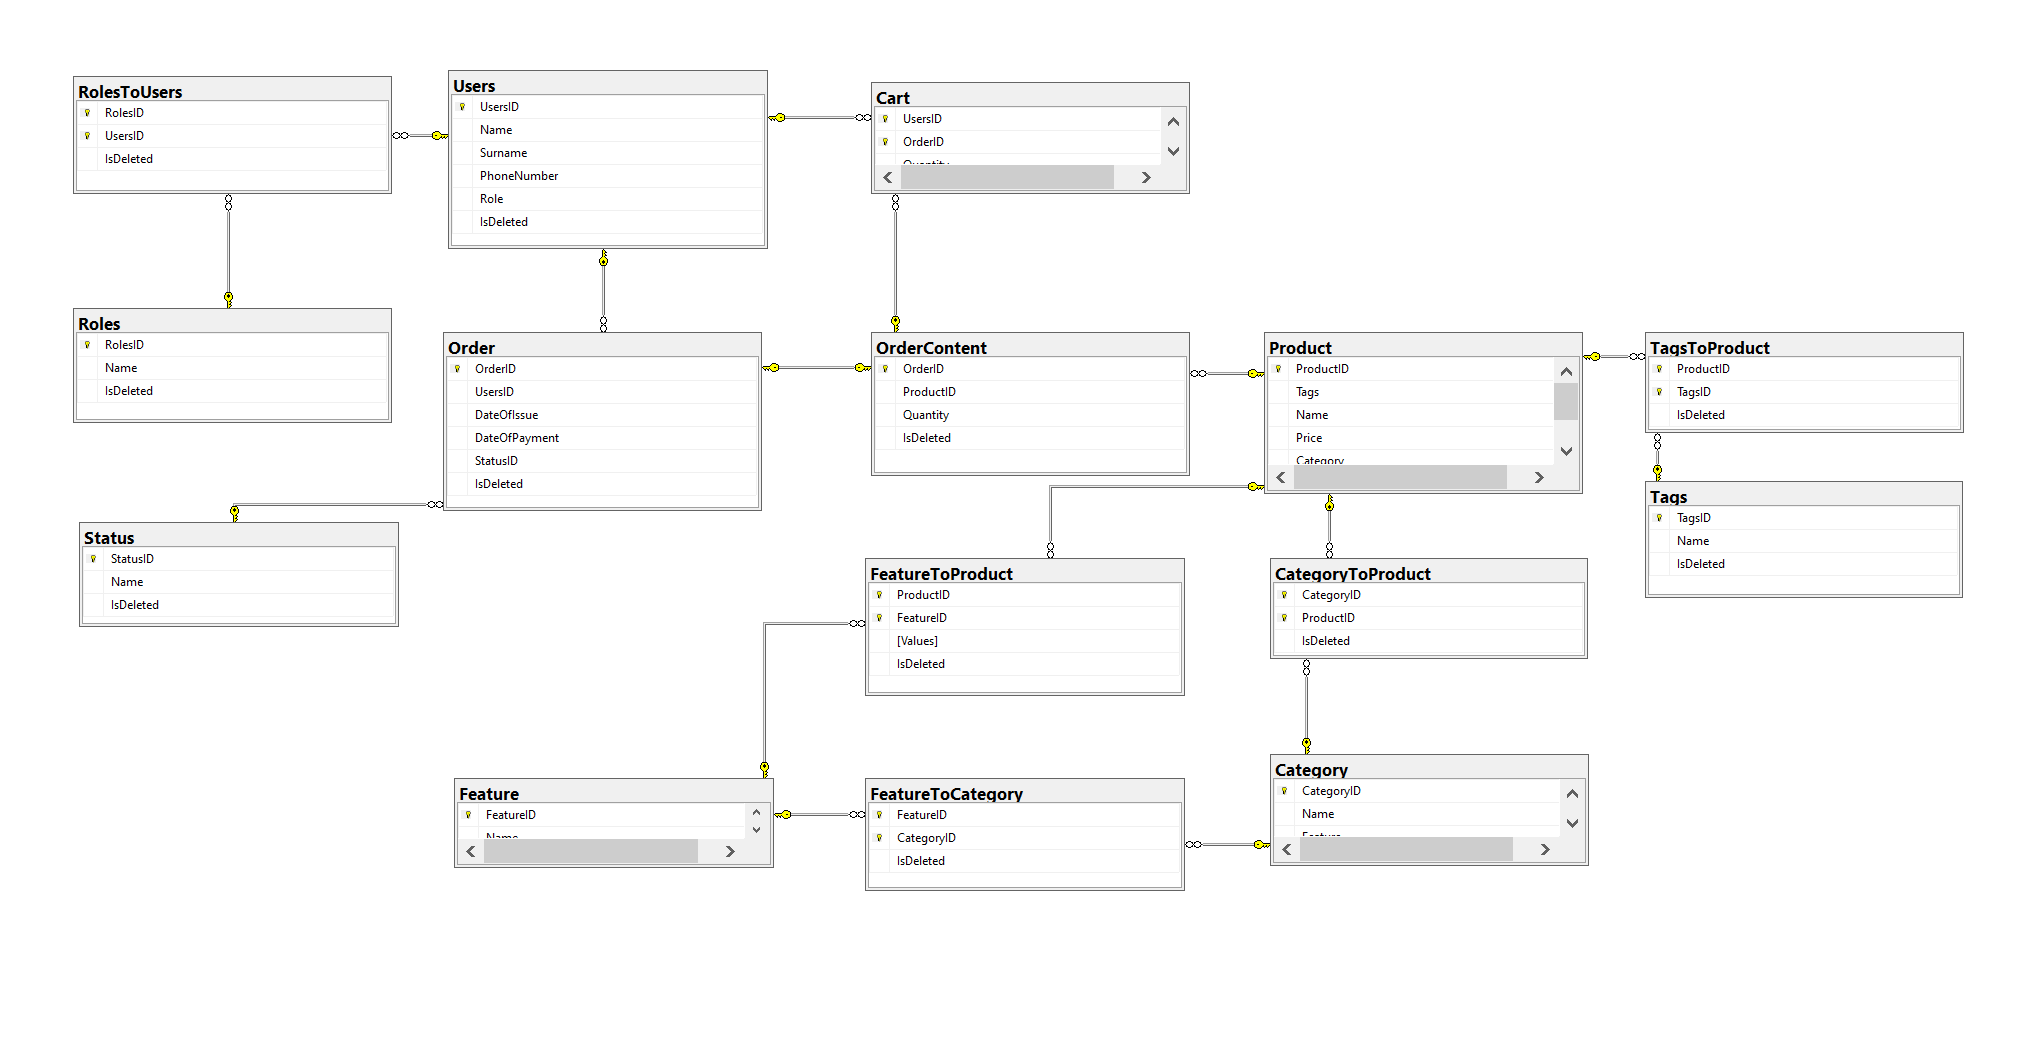 RolesToUsers
RolesID
UsersID
IsDeleted
Users
UsersID
Name
Surname
PhoneNumber
Role
IsDeleted
Cart
UsersID
OrderID
Quantity
Roles
RolesID
Name
IsDeleted
Order
OrderID
UsersID
DateOfIssue
DateOfPayment
StatusID
IsDeleted
OrderContent
OrderID
ProductID
Quantity
IsDeleted
Product
ProductID
Tags
Name
Price
Category
TagsToProduct
ProductID
TagsID
IsDeleted
Tags
TagsID
Name
IsDeleted
Status
StatusID
Name
IsDeleted
FeatureToProduct
ProductID
FeatureID
[Values]
IsDeleted
CategoryToProduct
CategoryID
ProductID
IsDeleted
Feature
FeatureID
Name
FeatureToCategory
FeatureID
CategoryID
IsDeleted
Category
CategoryID
Name
Feature